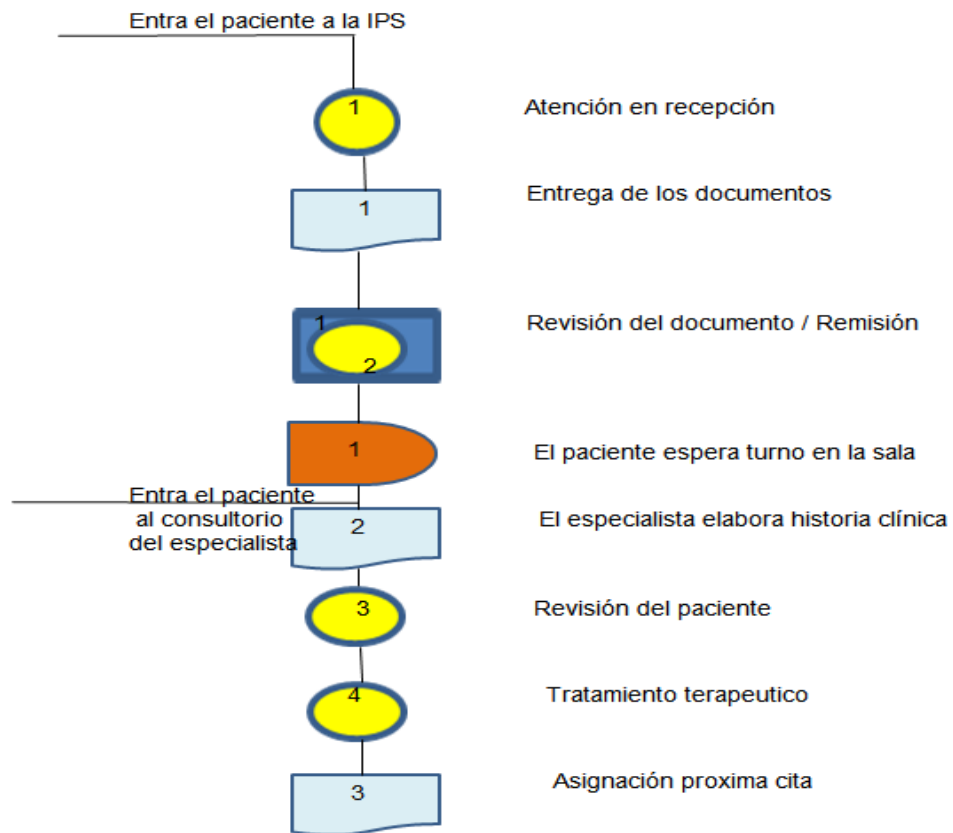 Entra el paciente a la IPS
1
Atención en recepción
1
Entrega de los documentos
1
2
Revisión del documento / Remisión
1
El paciente espera turno en la sala
Entra el paciente
al consultorio
del especialista
2
El especialista elabora historia clínica
3
Revisión del paciente
4
Tratamiento terapeutico
3
Asignación proxima cita